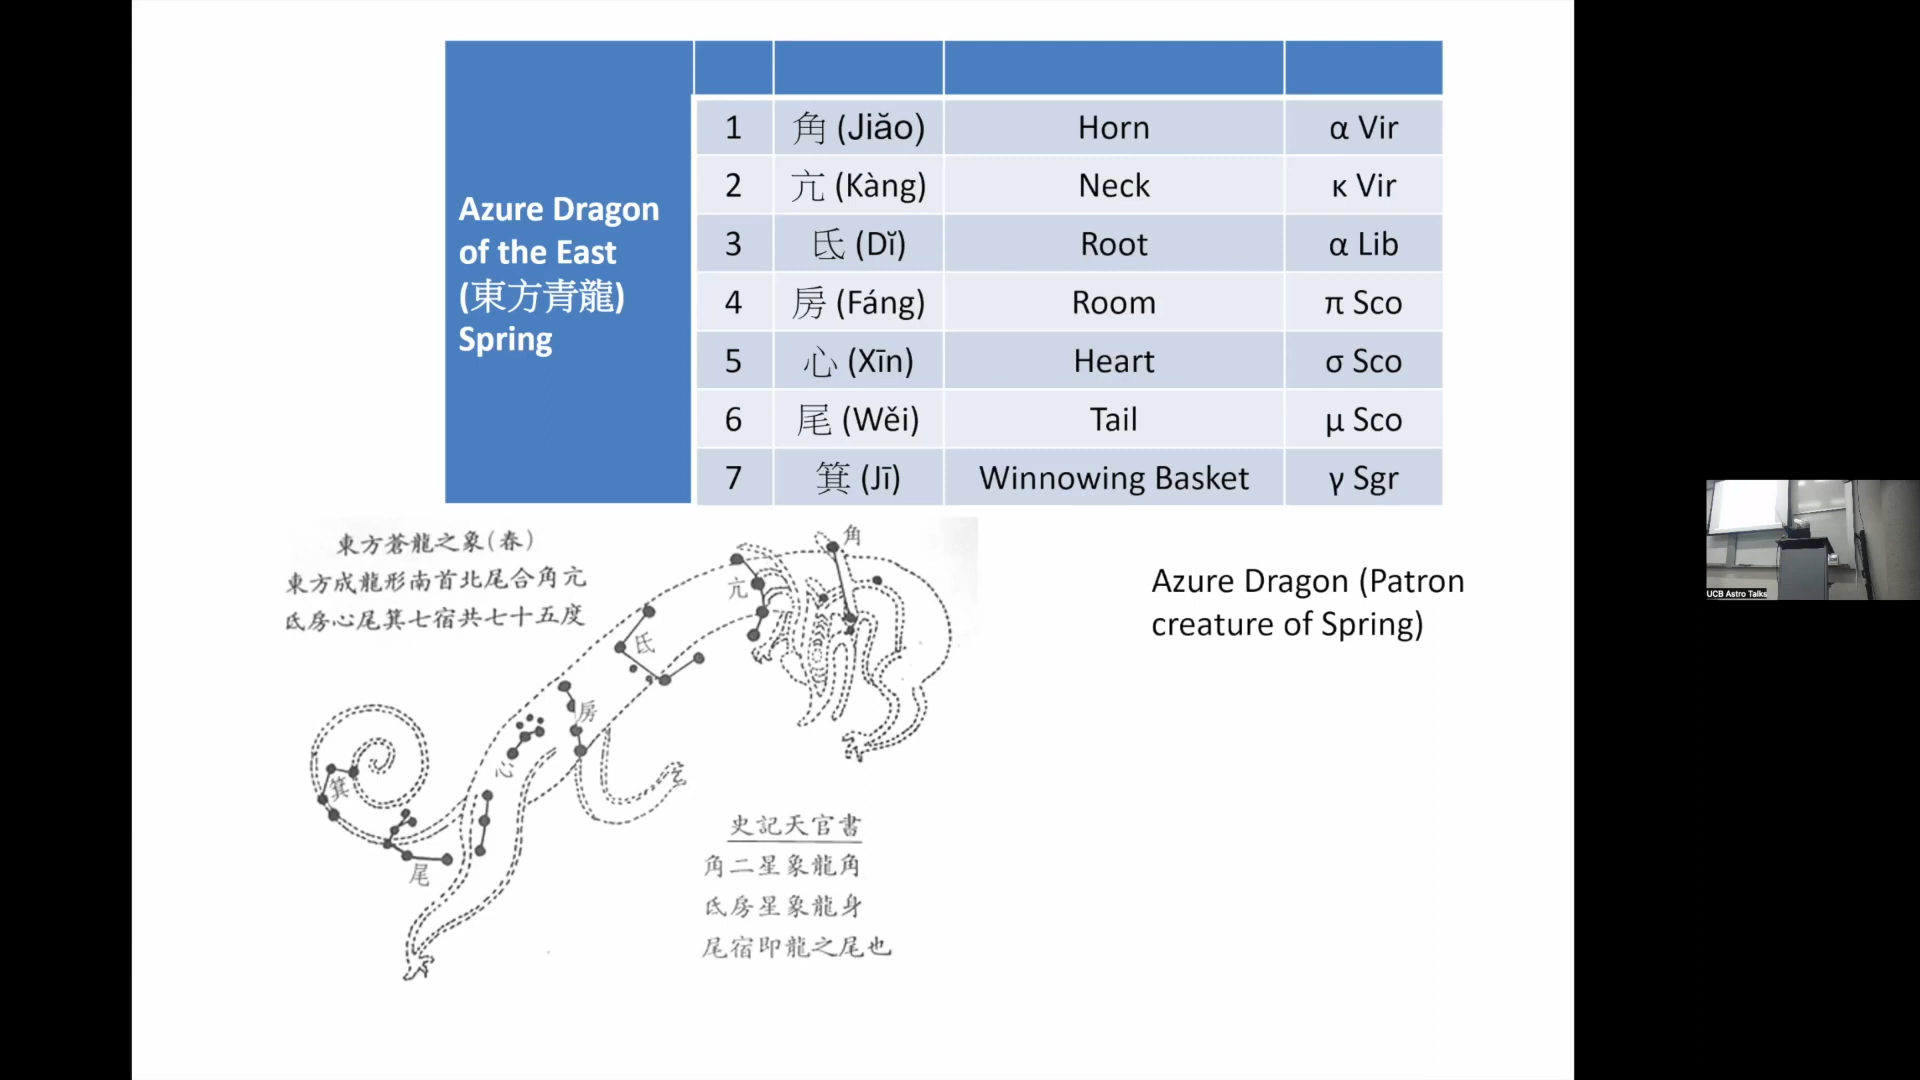 Azure Dragon
of the East
(東方青龍)
Spring
1 角 (Jiăo) Horn α Vir
2 亢 (Kàng) Neck κ Vir
3 氐 (Dĭ) Root α Lib
4 房 (Fáng) Room π Sco
5 心 (Xīn) Heart σ Sco
6 尾 (Wěi) Tail μ Sco
7 箕 (Jī) Winnowing Basket γ Sgr
東方蒼龍之象(春)
東方成龍形南首北尾合角亢
氐房心尾箕七宿共七十五度
角
亢
氐
房
心
箕
尾
史記天官書
角二星象龍角
氐房星象龍身
尾宿即龍之尾也
Azure Dragon (Patron
creature of Spring)
UCB Astro Talks